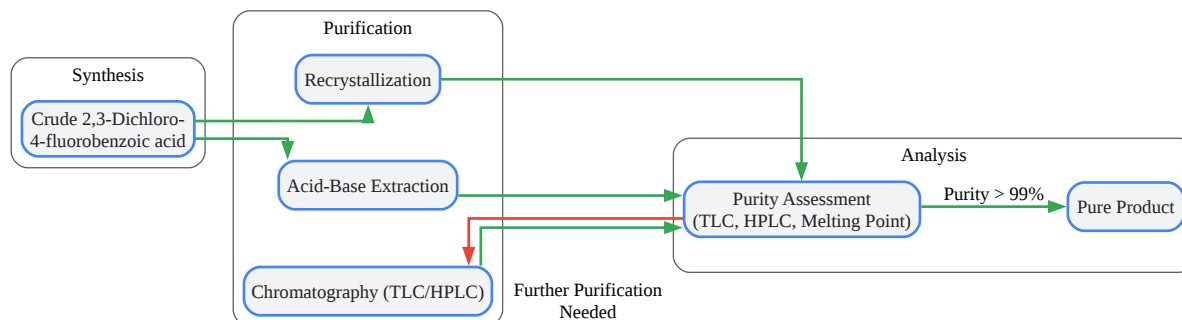 Purification
Synthesis
Recrystallization
Crude 2,3-Dichloro-
4-fluorobenzoic acid
Acid-Base Extraction
Chromatography (TLC/HPLC)
Further Purification
Needed
Analysis
Purity Assessment
(TLC, HPLC, Melting Point)
Purity > 99%
Pure Product